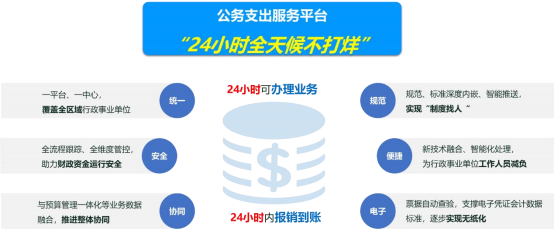 公务支出服务平台
“24小时全天候不打烊”
24小时可办理业务
一平台、一中心，
覆盖全区域行政事业单位
统一
全流程跟踪、全维度管控，
助力财政资金运行安全
安全
与预算管理一体化等业务数据
融合，推进整体协同
协同
规范
规范、标准深度内嵌、智能推送，
实现“制度找人 “
便捷
新技术融合、智能化处理，
为行政事业单位工作人员减负
电子
票据自动查验，支撑电子凭证会计数据
标准，逐步实现无纸化
24小时内报销到账